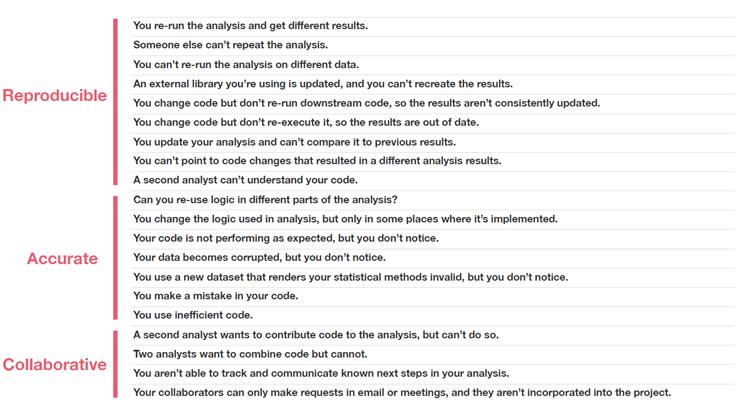 You re-run the analysis and get different results.
Someone else can't repeat the analysis.
You can't re-run the analysis on different data.
An external library you're using is updated, and you can't recreate the results.
Reproducible
You change code but don't re-run downstream code, so the results aren't consistently updated.
You change code but don't re-execute it, so the results are out of date.
You update your analysis and can't compare it to previous results.
You can't point to code changes that resulted in a different analysis results.
A second analyst can't understand your code.
Can you re-use logic in different parts of the analysis?
You change the logic used in analysis, but only in some places where it's implemented.
Your code is not performing as expected, but you don't notice.
Accurate
Your data becomes corrupted, but you don't notice.
You use a new dataset that renders your statistical methods invalid, but you don't notice.
You make a mistake in your code.
You use inefficient code.
A second analyst wants to contribute code to the analysis, but can't do so.
Two analysts want to combine code but cannot.
Collaborative
You aren't able to track and communicate known next steps in your analysis.
Your collaborators can only make requests in email or meetings, and they aren't incorporated into the project.